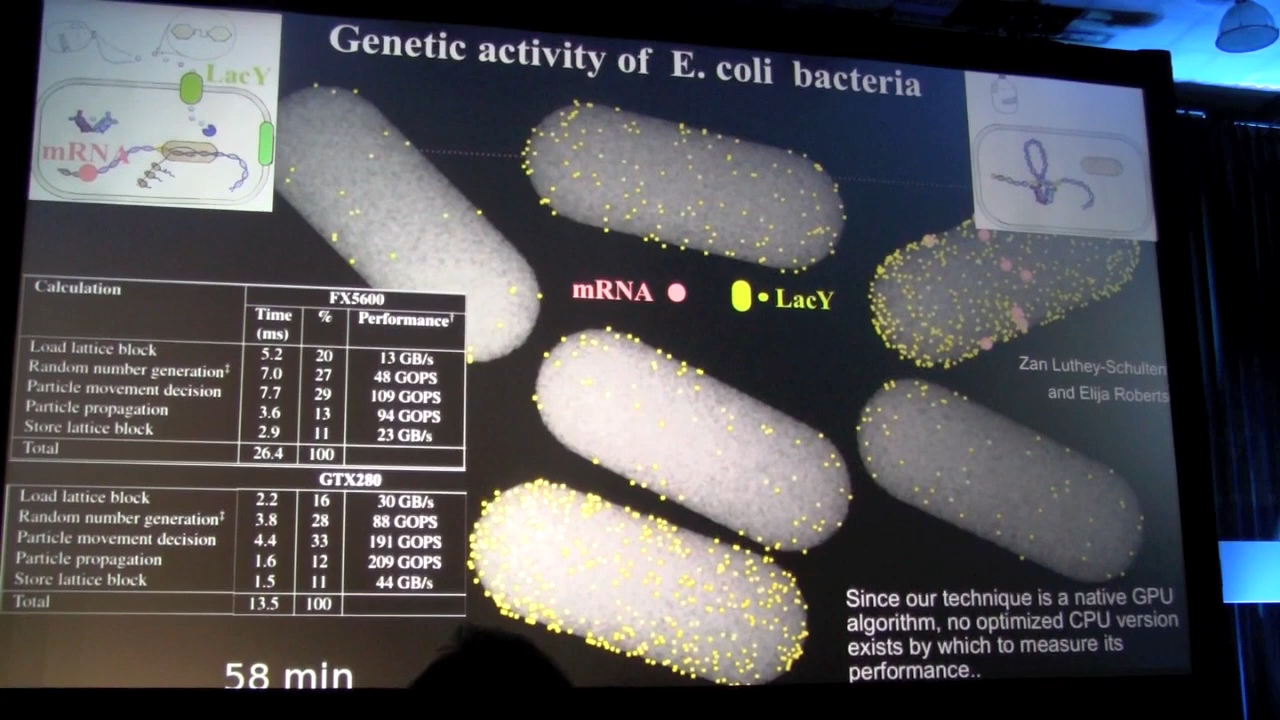 Genetic activity of E. coli bacteria
LacY
mRNA
mRNA
LacY
Zan Luthey-Schulten
and Elija Roberts
Calculation FX5600
Time (ms) % Performance†
Load lattice block 5.2 20 13 GB/s
Random number generation‡ 7.0 27 48 GOPS
Particle movement decision 7.7 29 109 GOPS
Particle propagation 3.6 13 94 GOPS
Store lattice block 2.9 11 23 GB/s
Total 26.4 100
GTX280
Load lattice block 2.2 16 30 GB/s
Random number generation‡ 3.8 28 88 GOPS
Particle movement decision 4.4 33 191 GOPS
Particle propagation 1.6 12 209 GOPS
Store lattice block 1.5 11 44 GB/s
Total 13.5 100
58 min
Since our technique is a native GPU
algorithm, no optimized CPU version
exists by which to measure its
performance..